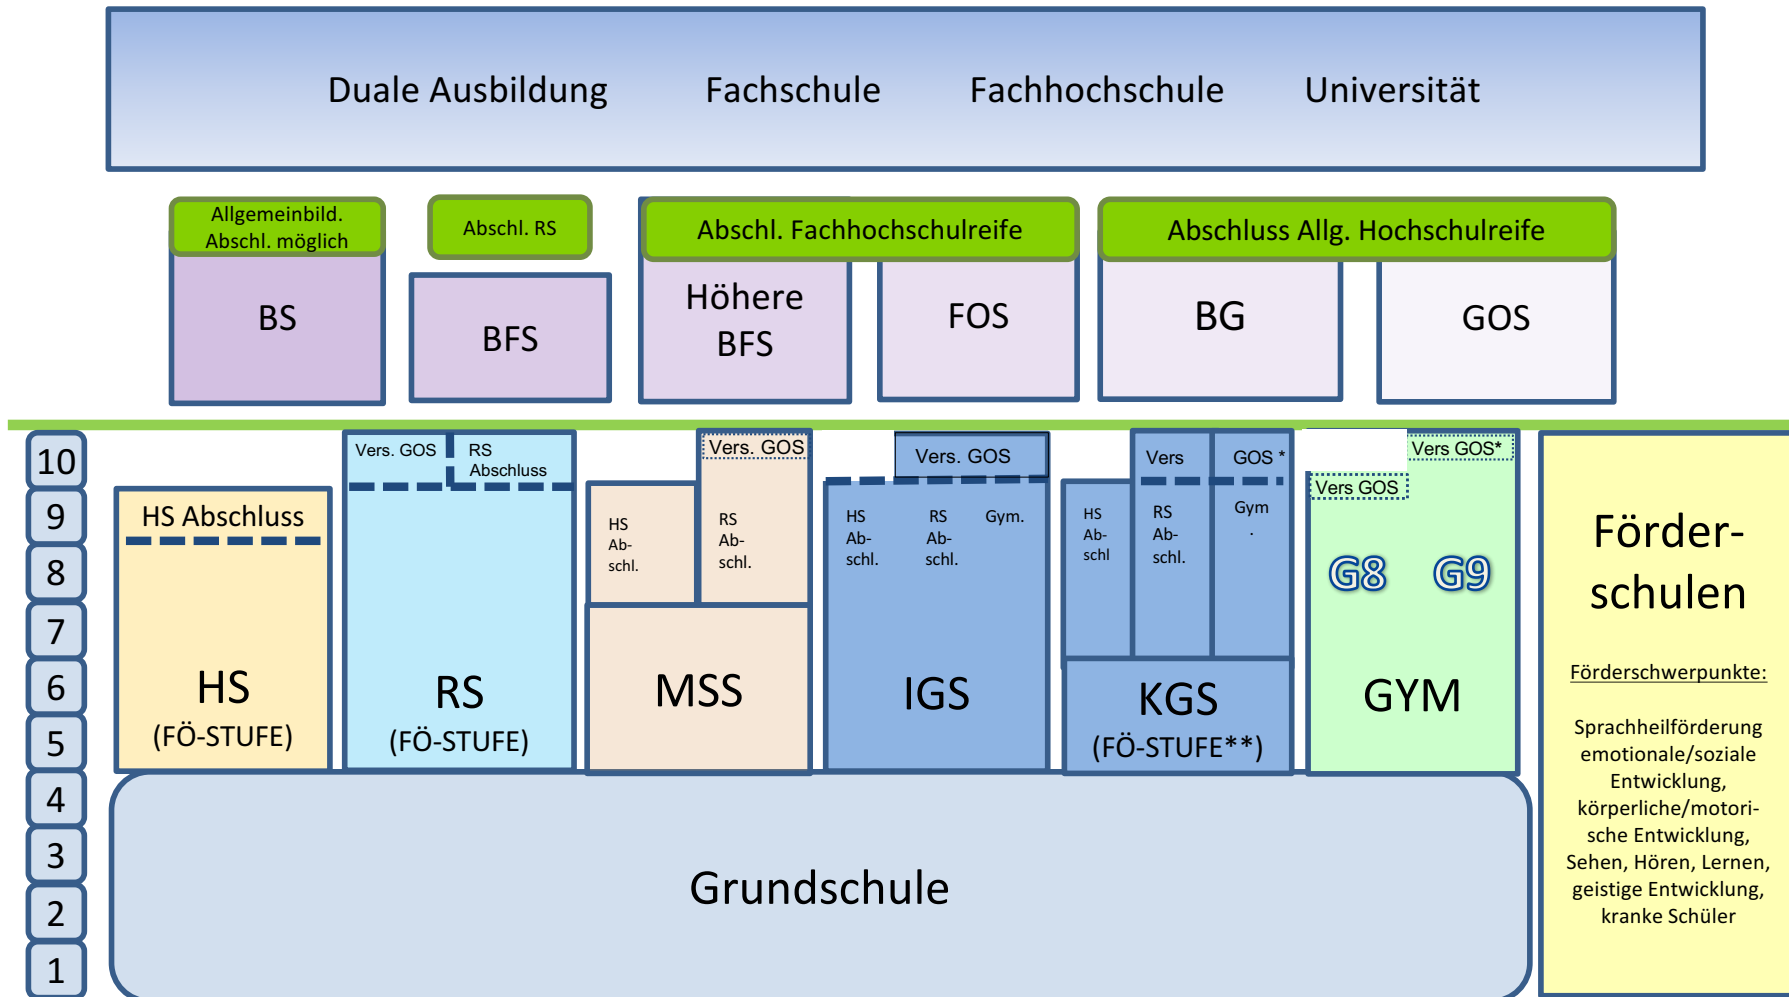 Duale Ausbildung Fachschule Fachhochschule Universität
Allgemeinbild.
Abschl. möglich
Abschl. RS
Abschl. Fachhochschulreife
Abschluss Allg. Hochschulreife
BS
BFS
Höhere
BFS
FOS
BG
GOS
10
9
8
7
6
5
4
3
2
1
HS Abschluss
HS
(FÖ-STUFE)
Vers. GOS
RS
Abschluss
RS
(FÖ-STUFE)
Vers. GOS
HS
Ab-
schl.
RS
Ab-
schl.
MSS
Vers. GOS
HS
Ab-
schl.
RS
Ab-
schl.
Gym.
IGS
Vers
GOS *
HS
Ab-
schl
RS
Ab-
schl.
Gym
.
KGS
(FÖ-STUFE**)
Vers GOS*
Vers GOS
G8
G9
GYM
Förder-
schulen
Förderschwerpunkte:
Sprachheilförderung
emotionale/soziale
Entwicklung,
körperliche/motori-
sche Entwicklung,
Sehen, Hören, Lernen,
geistige Entwicklung,
kranke Schüler
Grundschule